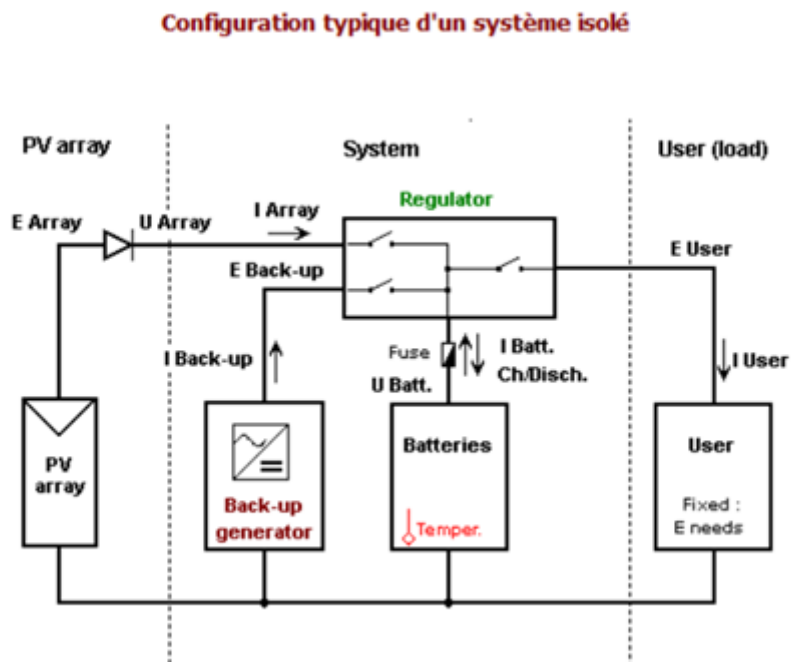 Configuration typique d'un système isolé
PV array
System
User (load)
Regulator
E Array
U Array
I Array
E User
E Back-up
I Back-up
Fuse
I Batt.
Ch/Disch.
U Batt.
I User
PV
array
Back-up
generator
Batteries
Temper.
User
Fixed :
E needs